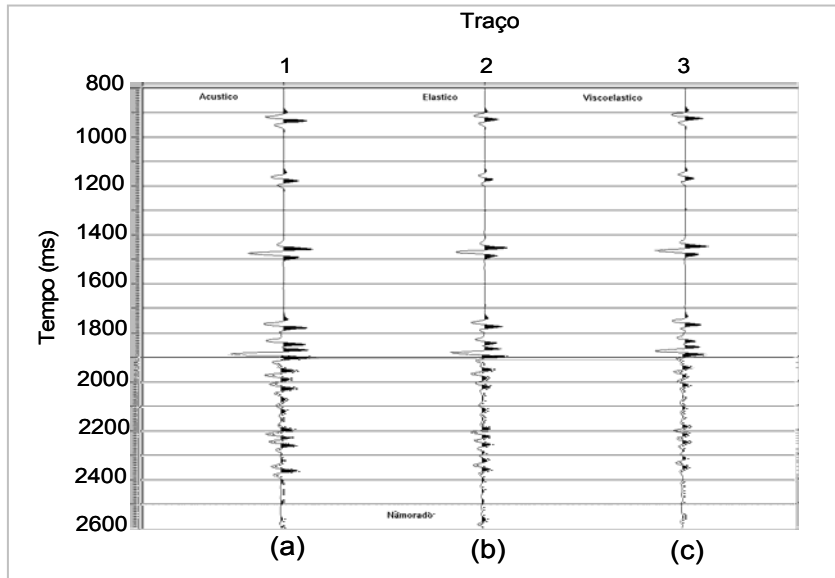 Traço
1 2 3
Acustico Elastico Viscoelastico
Tempo (ms)
800
1000
1200
1400
1600
1800
2000
2200
2400
2600
Namorado
(a) (b) (c)